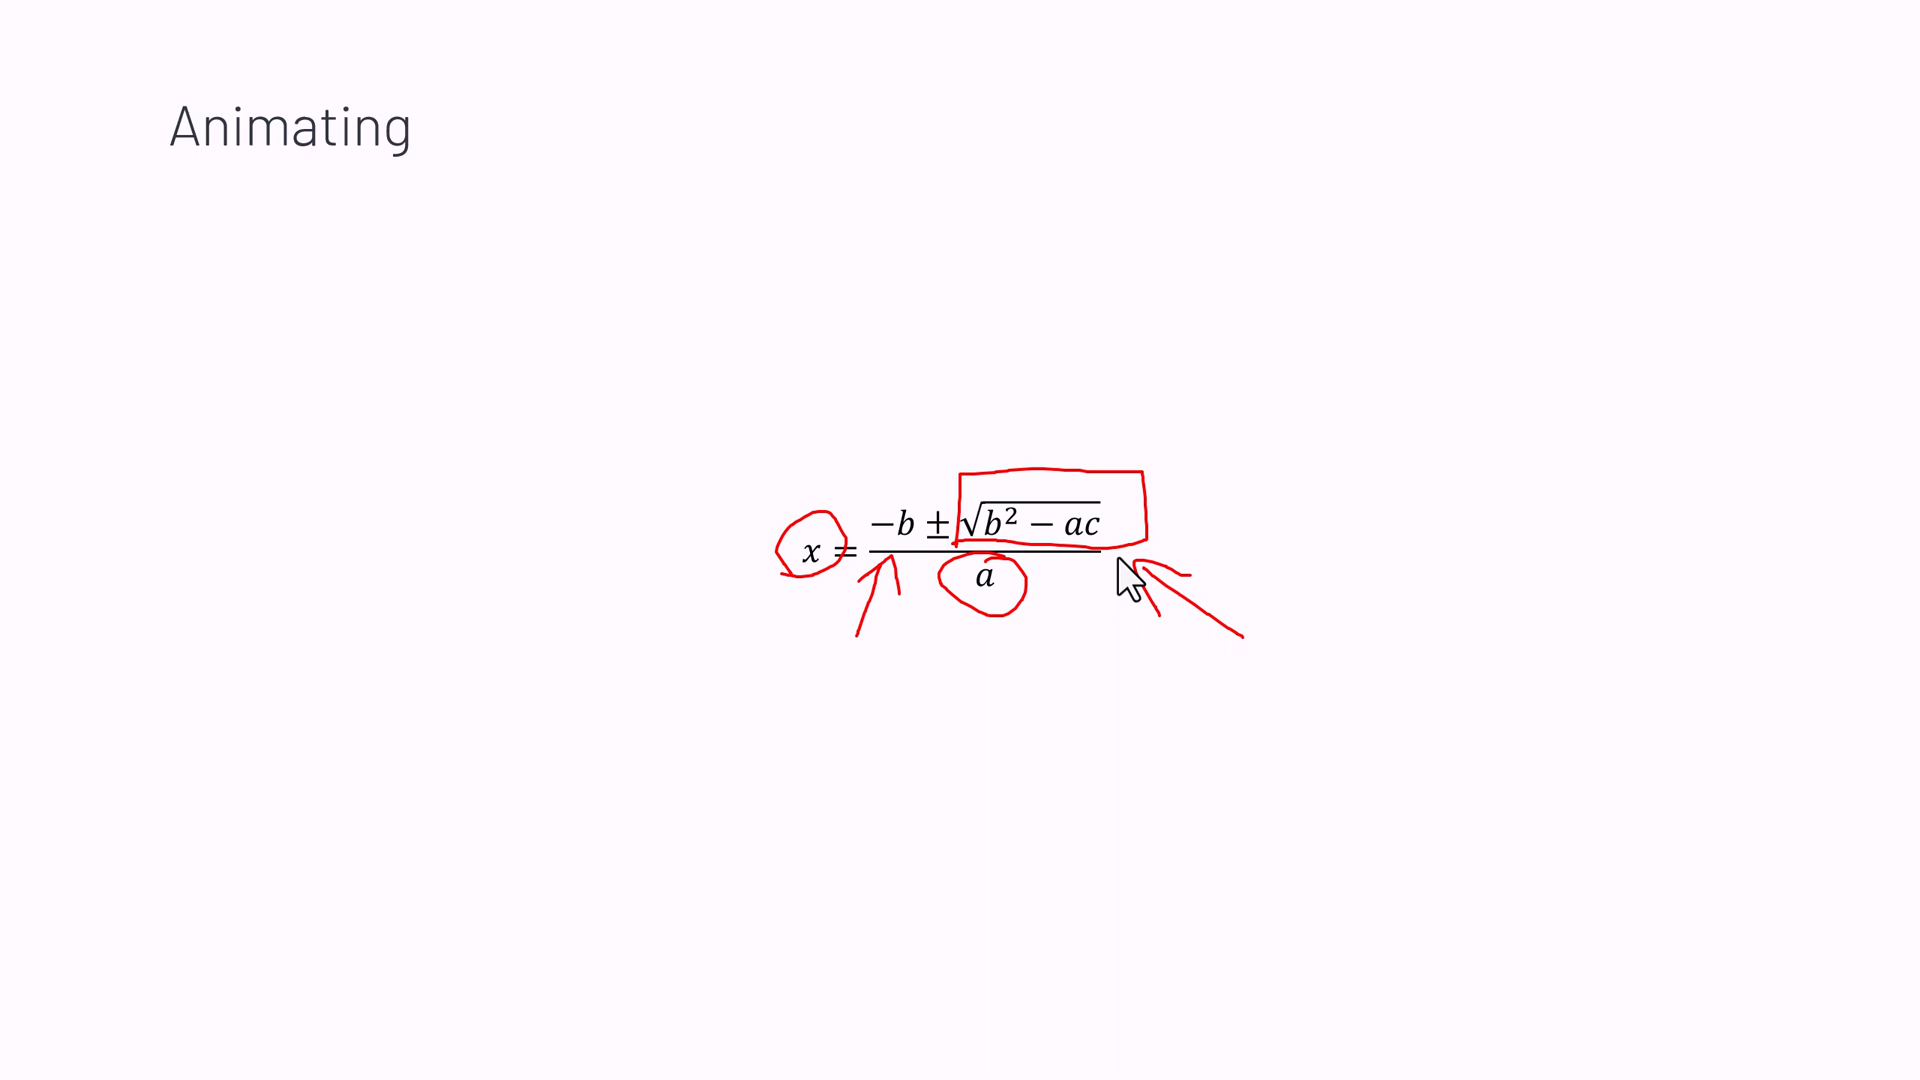 Animating
x = (−b ± √(b² − ac)) / a